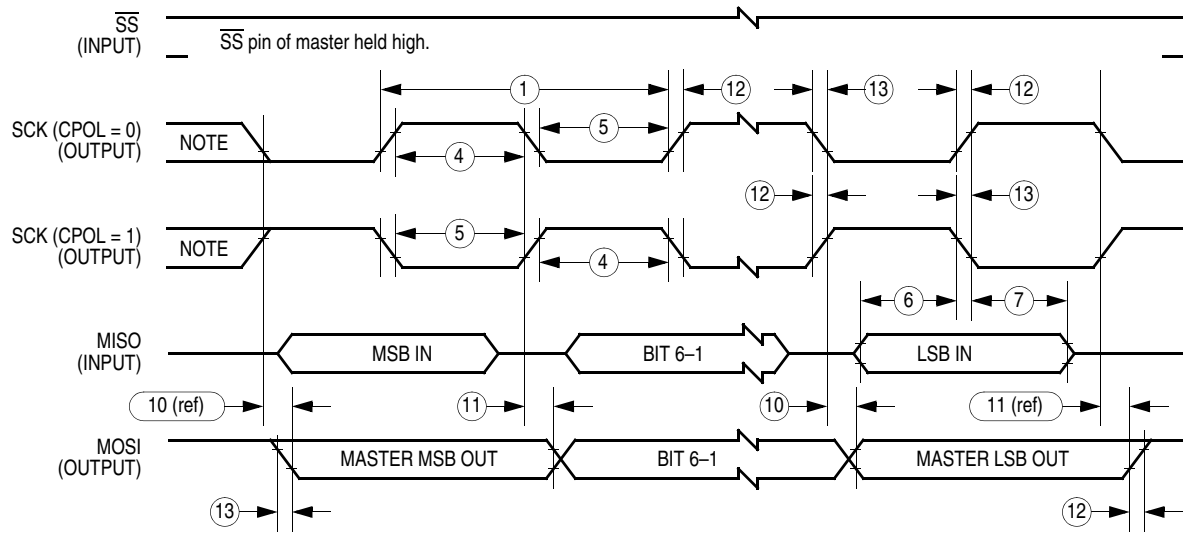 SS
(INPUT)
SS pin of master held high.
1
12
13
12
SCK (CPOL = 0)
(OUTPUT)
NOTE
5
4
12
13
SCK (CPOL = 1)
(OUTPUT)
NOTE
5
4
6
7
MISO
(INPUT)
MSB IN
BIT 6–1
LSB IN
10 (ref)
11
10
11 (ref)
MOSI
(OUTPUT)
MASTER MSB OUT
BIT 6–1
MASTER LSB OUT
13
12